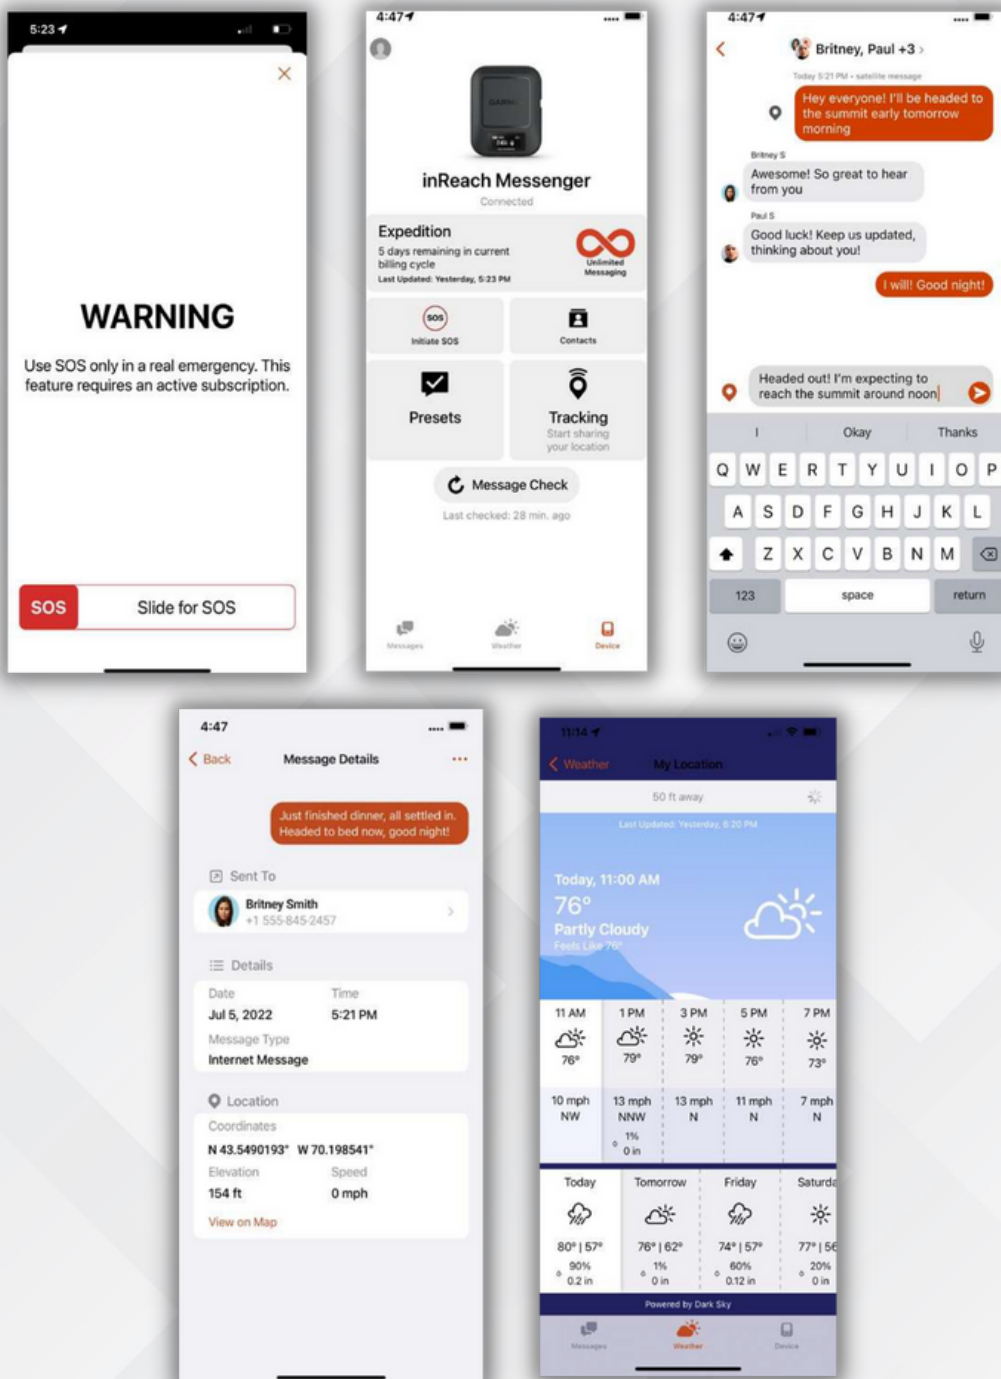 5:23
WARNING
Use SOS only in a real emergency. This
feature requires an active subscription.
SOS
Slide for SOS
4:47
GARMIN
inReach Messenger
Connected
Expedition
5 days remaining in current
billing cycle
Last Updated: Yesterday, 5:23 PM
Unlimited
Messaging
SOS
Initiate SOS
Contacts
Presets
Tracking
Start sharing
your location
Message Check
Last checked: 28 min. ago
Messages
Weather
Device
4:47
Britney, Paul +3 >
Today 5:21 PM • satellite message
Hey everyone! I'll be headed to
the summit early tomorrow
morning
Britney S
Awesome! So great to hear
from you
Paul S
Good luck! Keep us updated,
thinking about you!
I will! Good night!
Headed out! I'm expecting to
reach the summit around noon
I Okay Thanks
Q W E R T Y U I O P
A S D F G H J K L
Z X C V B N M
123 space return
4:47
Back Message Details
Just finished dinner, all settled in.
Headed to bed now, good night!
Sent To
Britney Smith
+1 555-845-2457
Details
Date Time
Jul 5, 2022 5:21 PM
Message Type
Internet Message
Location
Coordinates
N 43.5490193° W 70.198541°
Elevation Speed
154 ft 0 mph
View on Map
11:14
Weather My Location
50 ft away
Last Updated: Yesterday, 6:20 PM
Today, 11:00 AM
76°
Partly Cloudy
Feels Like 76°
11 AM 1 PM 3 PM 5 PM 7 PM
76° 79° 79° 76° 73°
10 mph 13 mph 13 mph 11 mph 7 mph
NW NNW N N N
1%
0 in
Today Tomorrow Friday Saturda
80° | 57° 76° | 62° 74° | 57° 77° | 56
90% 1% 60% 20%
0.2 in 0 in 0.12 in 0 in
Powered by Dark Sky
Messages Weather Device